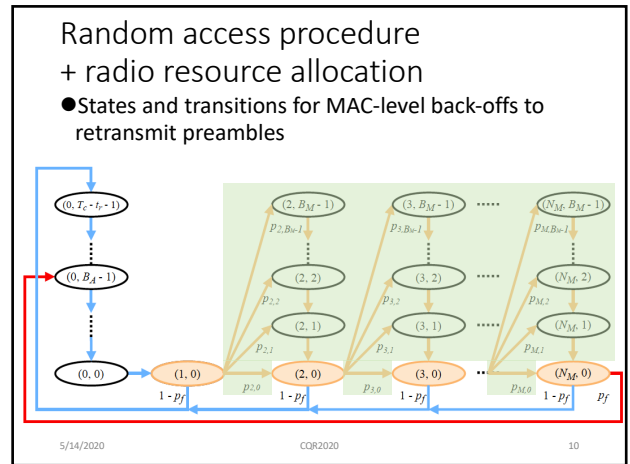 Random access procedure
+ radio resource allocation
●States and transitions for MAC-level back-offs to
retransmit preambles
(0, Tc - tr - 1) (2, BM - 1) (3, BM - 1) ····· (NM, BM - 1)
p2,BM-1 p3,BM-1 pM,BM-1
(0, BA - 1) (2, 2) (3, 2) (NM, 2)
p2,2 p3,2 pM,2
(2, 1) (3, 1) ····· (NM, 1)
p2,1 p3,1 pM,1
(0, 0) (1, 0) (2, 0) (3, 0) (NM, 0)
p2,0 p3,0 pM,0
1 - pf 1 - pf 1 - pf 1 - pf pf
5/14/2020 CQR2020 10